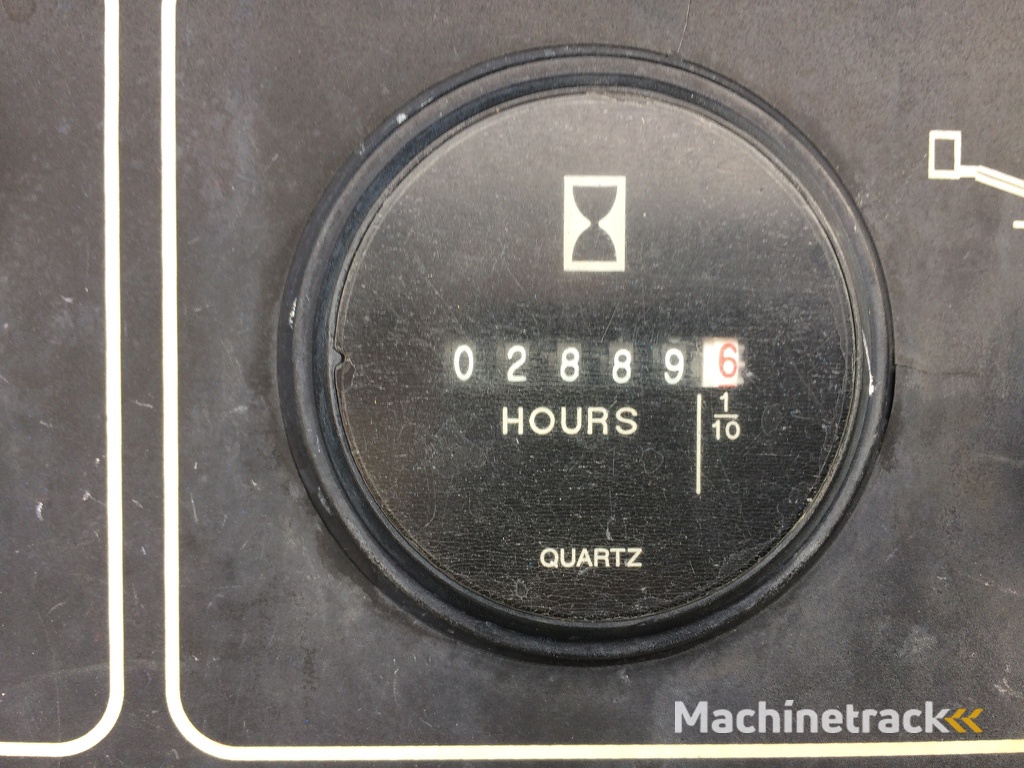 028896
HOURS
1/10
QUARTZ
Machinetrack